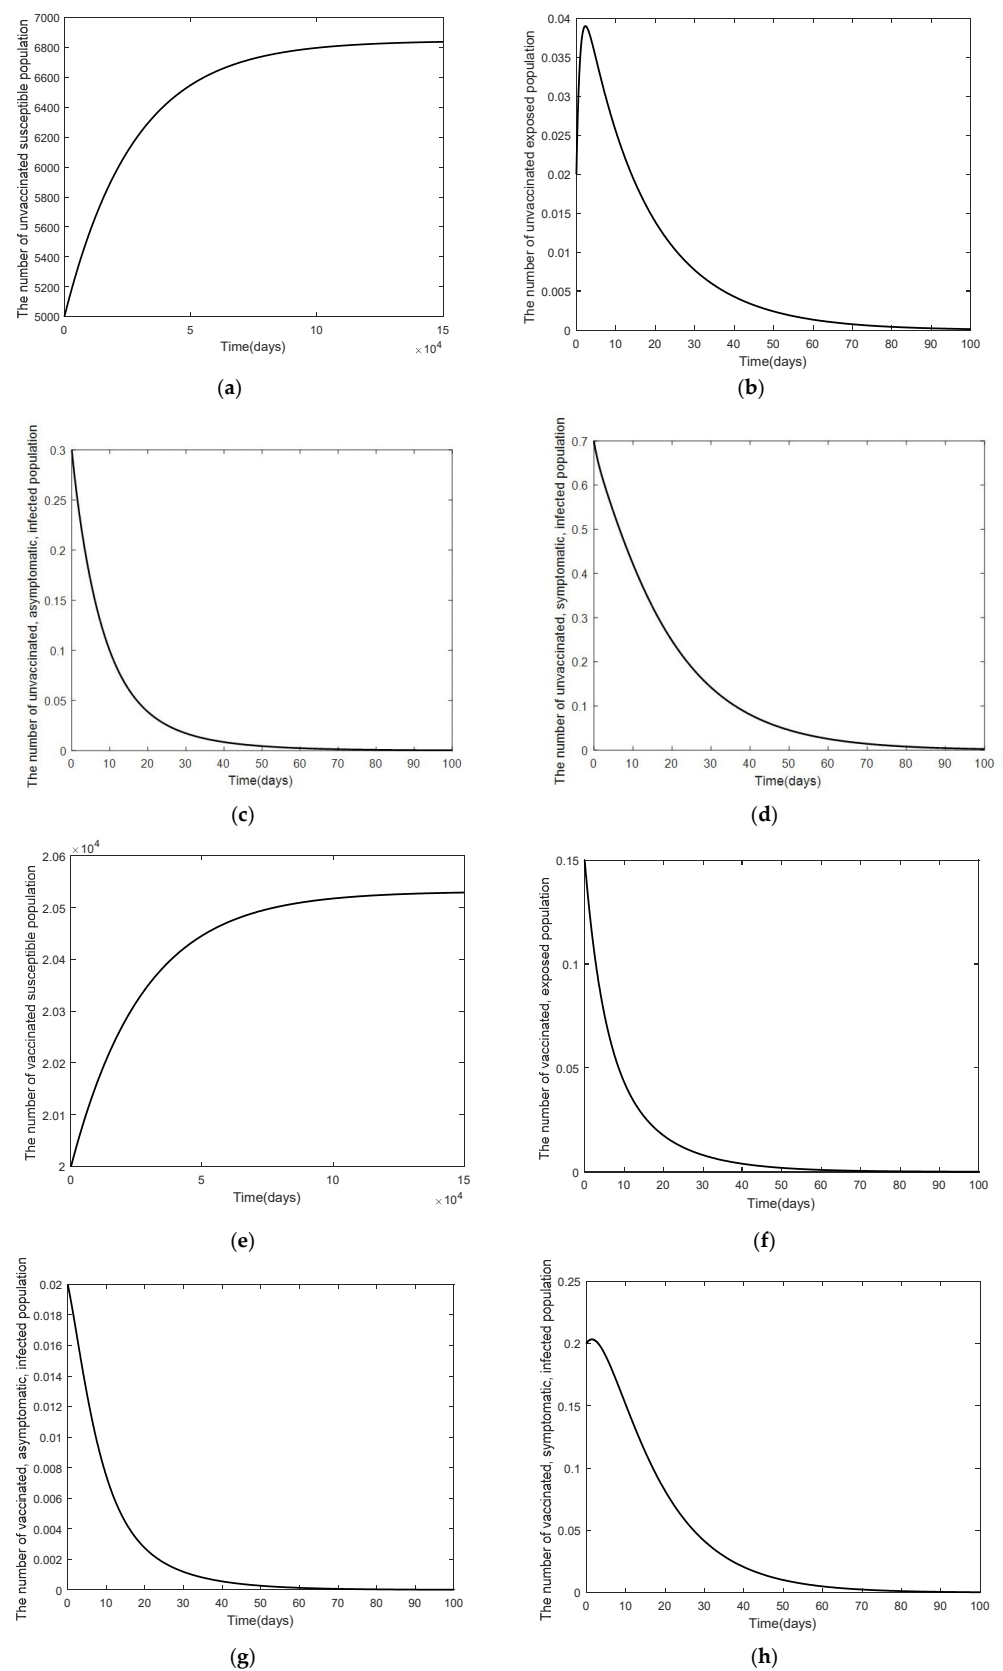 The number of unvaccinated susceptible population
7000
6800
6600
6400
6200
6000
5800
5600
5400
5200
5000
0 5 10 15
Time(days)
×10⁴
(a)
The number of unvaccinated exposed population
0.04
0.035
0.03
0.025
0.02
0.015
0.01
0.005
0
0 10 20 30 40 50 60 70 80 90 100
Time(days)
(b)
The number of unvaccinated, asymptomatic, infected population
0.3
0.25
0.2
0.15
0.1
0.05
0
0 10 20 30 40 50 60 70 80 90 100
Time(days)
(c)
The number of unvaccinated, symptomatic, infected population
0.7
0.6
0.5
0.4
0.3
0.2
0.1
0
0 10 20 30 40 50 60 70 80 90 100
Time(days)
(d)
The number of vaccinated susceptible population
×10⁴
2.06
2.05
2.04
2.03
2.02
2.01
2
0 5 10 15
Time(days)
×10⁴
(e)
The number of vaccinated, exposed population
0.15
0.1
0.05
0
0 10 20 30 40 50 60 70 80 90 100
Time(days)
(f)
The number of vaccinated, asymptomatic, infected population
0.02
0.018
0.016
0.014
0.012
0.01
0.008
0.006
0.004
0.002
0
0 10 20 30 40 50 60 70 80 90 100
Time(days)
(g)
The number of vaccinated, symptomatic, infected population
0.25
0.2
0.15
0.1
0.05
0
0 10 20 30 40 50 60 70 80 90 100
Time(days)
(h)